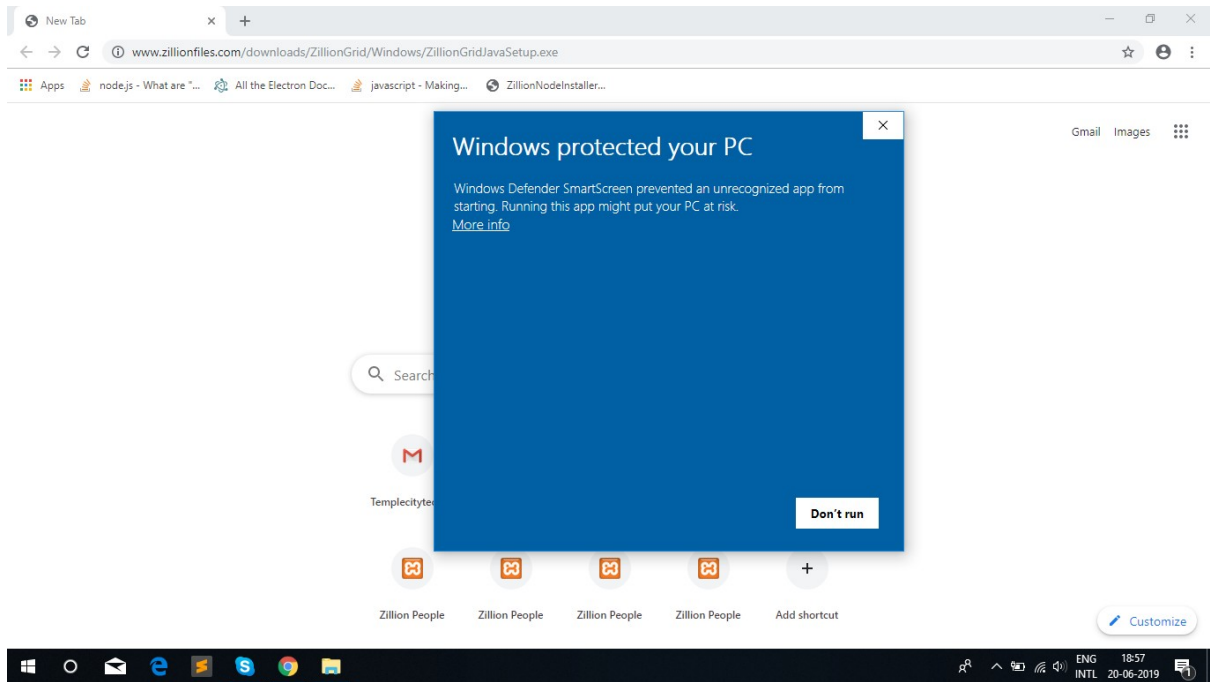 New Tab
www.zillionfiles.com/downloads/ZillionGrid/Windows/ZillionGridJavaSetup.exe
Apps node.js - What are "... All the Electron Doc... javascript - Making... ZillionNodeInstaller...
Gmail Images
Windows protected your PC
Windows Defender SmartScreen prevented an unrecognized app from
starting. Running this app might put your PC at risk.
More info
Search
Templecityte
Don't run
Zillion People Zillion People Zillion People Zillion People Add shortcut
Customize
ENG 18:57
INTL 20-06-2019
1